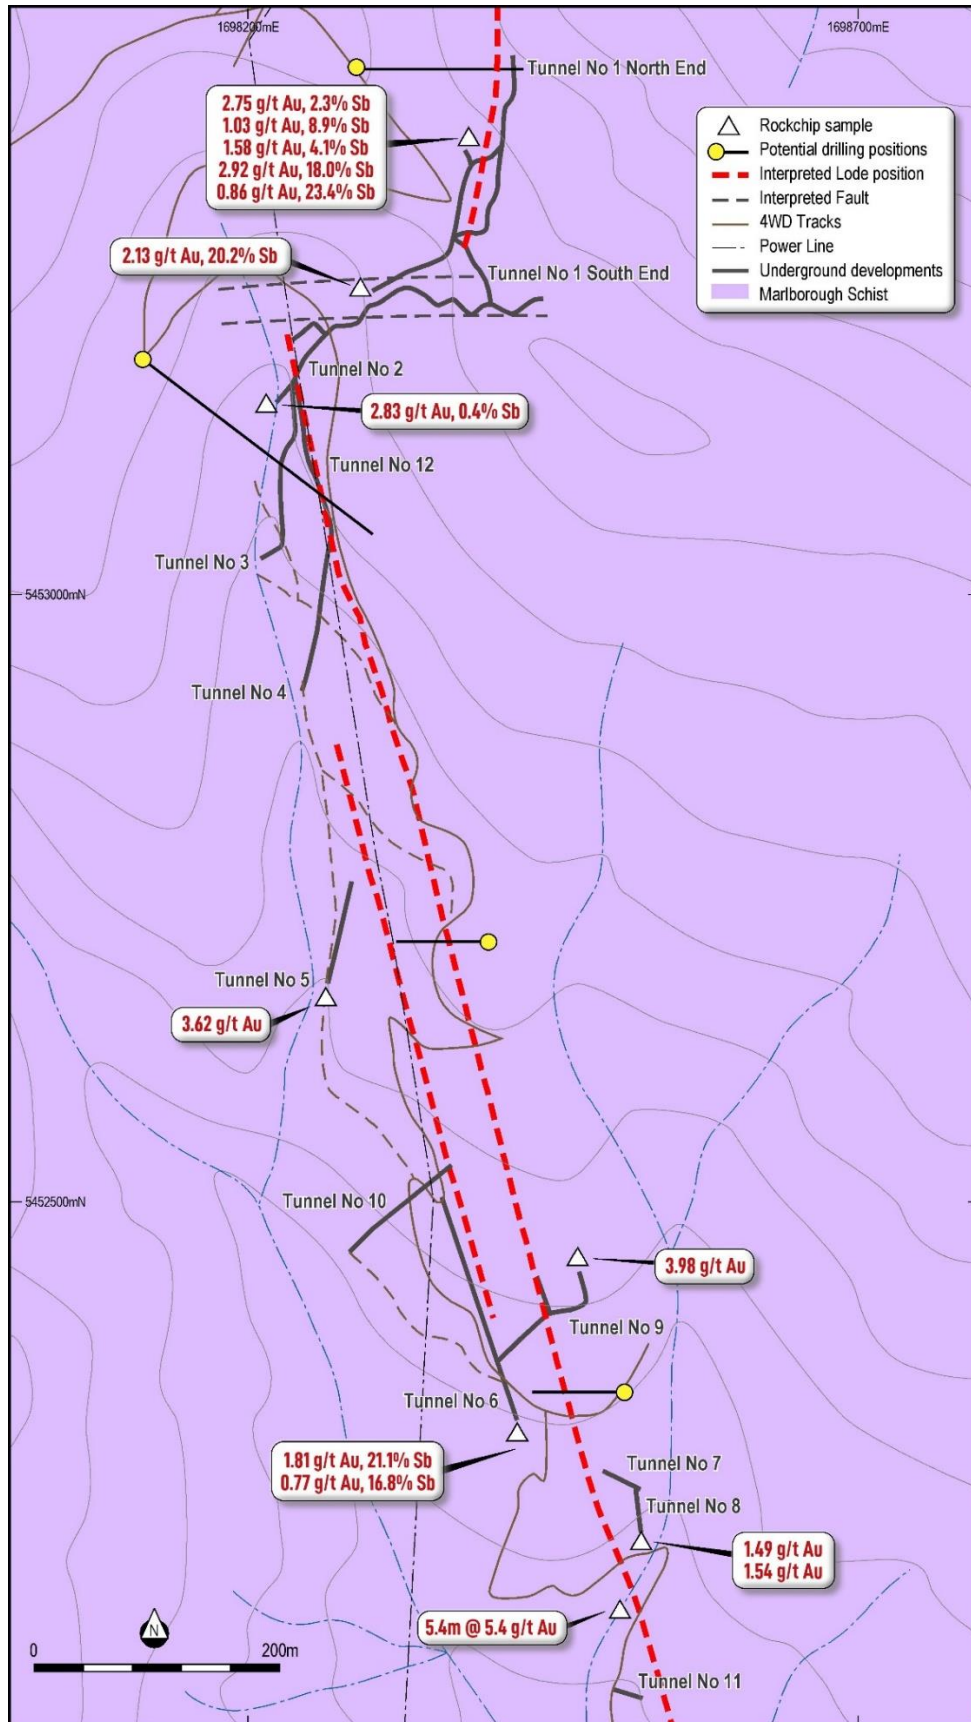 1698200mE
1698700mE
Tunnel No 1 North End
2.75 g/t Au, 2.3% Sb
1.03 g/t Au, 8.9% Sb
1.58 g/t Au, 4.1% Sb
2.92 g/t Au, 18.0% Sb
0.86 g/t Au, 23.4% Sb
Rockchip sample
Potential drilling positions
Interpreted Lode position
Interpreted Fault
4WD Tracks
Power Line
Underground developments
Marlborough Schist
2.13 g/t Au, 20.2% Sb
Tunnel No 1 South End
Tunnel No 2
2.83 g/t Au, 0.4% Sb
Tunnel No 12
Tunnel No 3
5453000mN
Tunnel No 4
Tunnel No 5
3.62 g/t Au
Tunnel No 10
5452500mN
3.98 g/t Au
Tunnel No 9
Tunnel No 6
1.81 g/t Au, 21.1% Sb
0.77 g/t Au, 16.8% Sb
Tunnel No 7
Tunnel No 8
1.49 g/t Au
1.54 g/t Au
5.4m @ 5.4 g/t Au
N
0
200m
Tunnel No 11